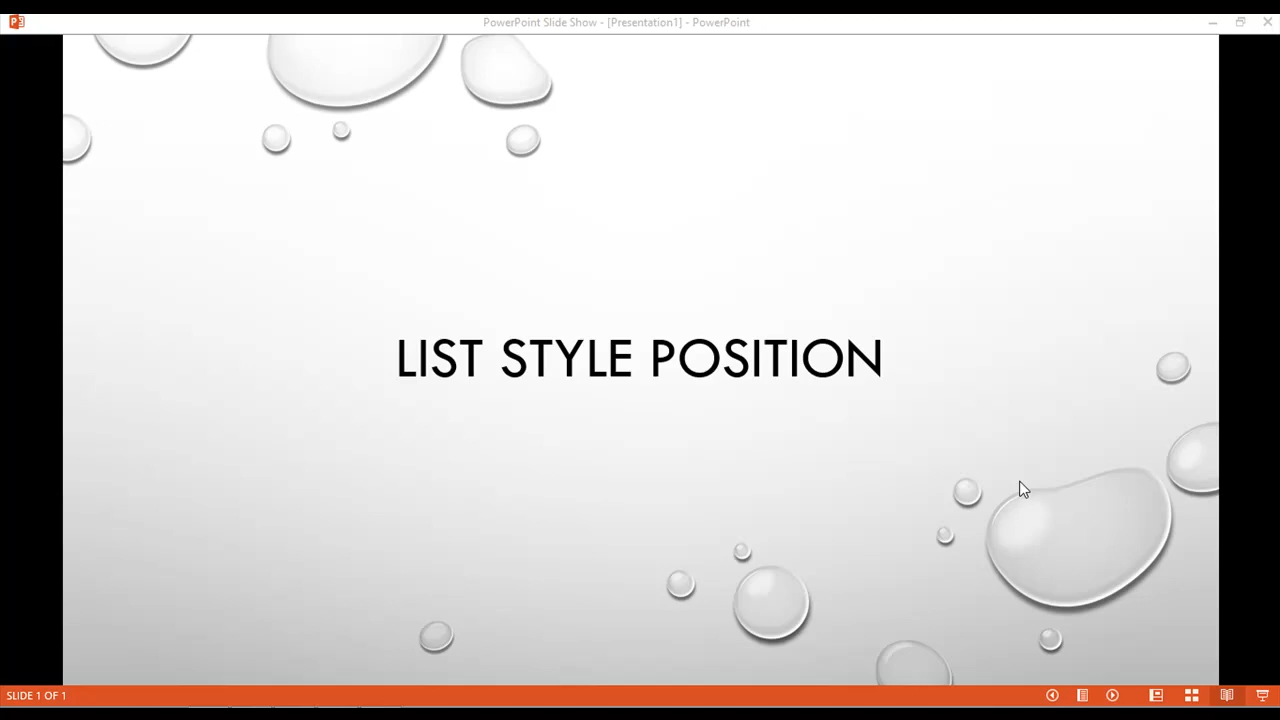 PowerPoint Slide Show - [Presentation1] - PowerPoint
LIST STYLE POSITION
SLIDE 1 OF 1